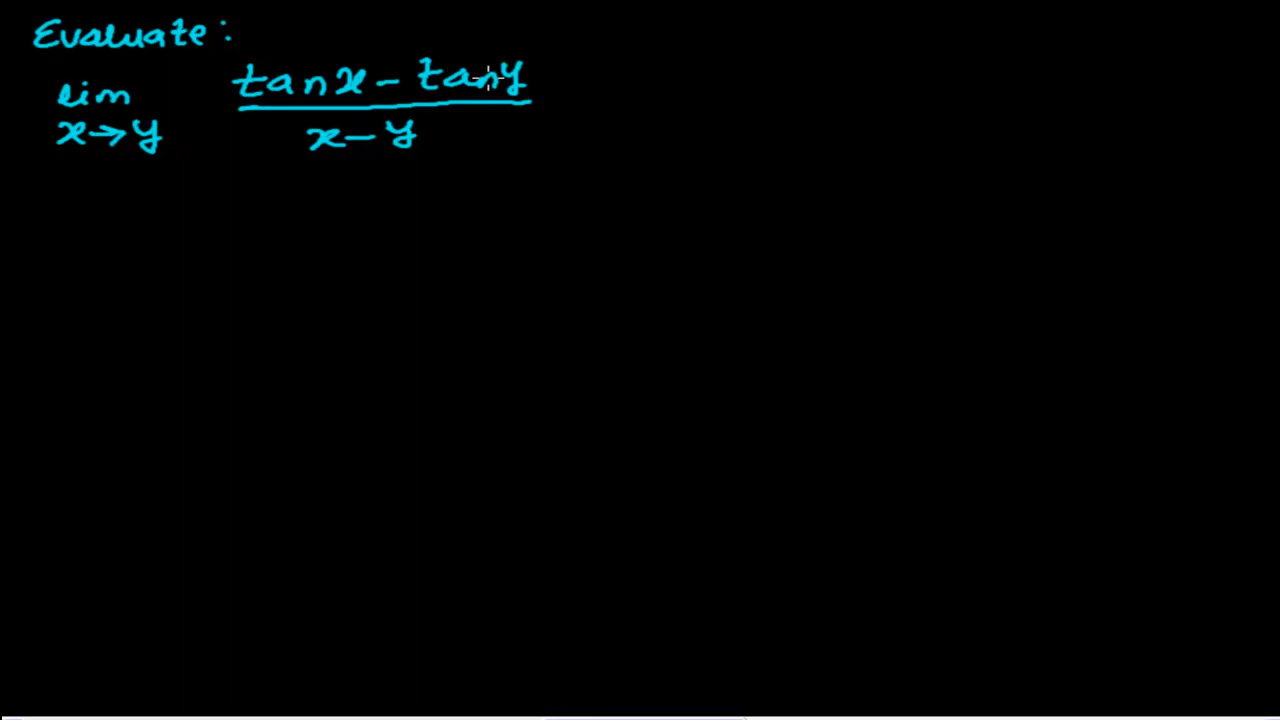 Evaluate:
lim tanx - tany
x→y x-y